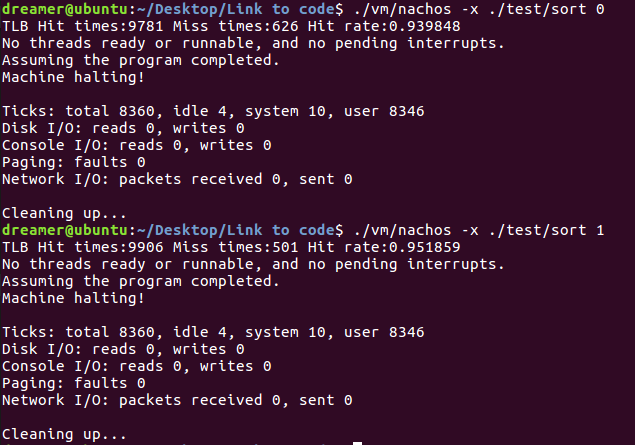 dreamer@ubuntu:~/Desktop/Link to code$ ./vm/nachos -x ./test/sort 0
TLB Hit times:9781 Miss times:626 Hit rate:0.939848
No threads ready or runnable, and no pending interrupts.
Assuming the program completed.
Machine halting!

Ticks: total 8360, idle 4, system 10, user 8346
Disk I/O: reads 0, writes 0
Console I/O: reads 0, writes 0
Paging: faults 0
Network I/O: packets received 0, sent 0

Cleaning up...
dreamer@ubuntu:~/Desktop/Link to code$ ./vm/nachos -x ./test/sort 1
TLB Hit times:9906 Miss times:501 Hit rate:0.951859
No threads ready or runnable, and no pending interrupts.
Assuming the program completed.
Machine halting!

Ticks: total 8360, idle 4, system 10, user 8346
Disk I/O: reads 0, writes 0
Console I/O: reads 0, writes 0
Paging: faults 0
Network I/O: packets received 0, sent 0

Cleaning up...